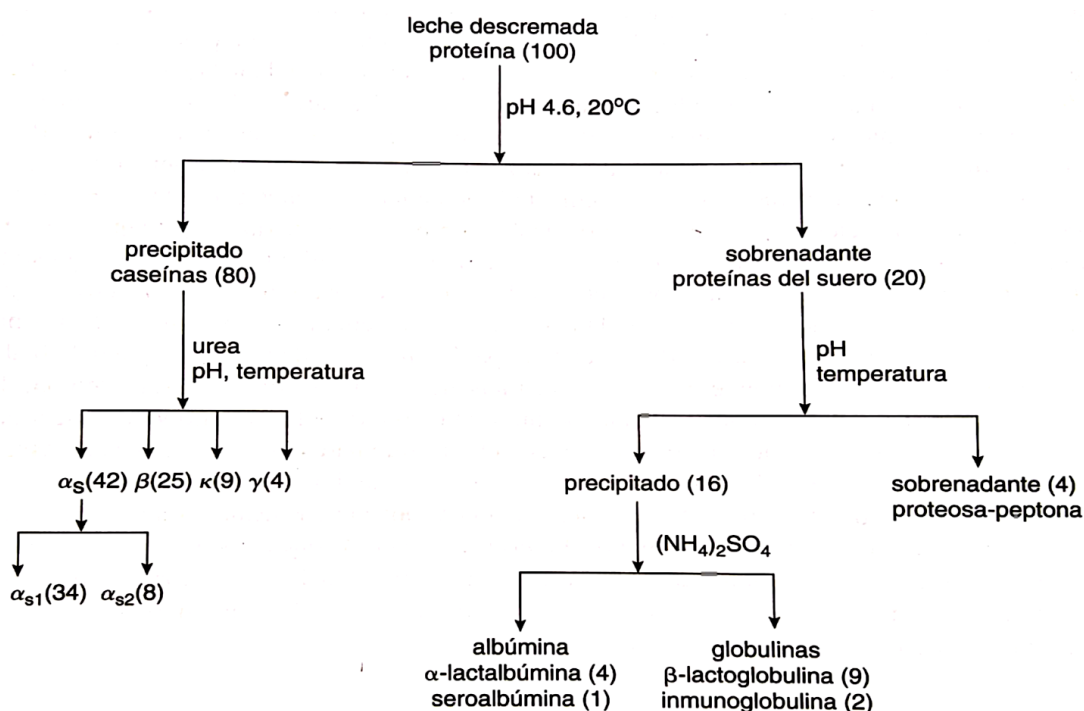 leche descremada
proteína (100)
pH 4.6, 20°C
precipitado
caseínas (80)
sobrenadante
proteínas del suero (20)
urea
pH, temperatura
pH
temperatura
αS(42) β(25) κ(9) γ(4)
precipitado (16)
sobrenadante (4)
proteosa-peptona
(NH4)2SO4
αs1(34) αs2(8)
albúmina
α-lactalbúmina (4)
seroalbúmina (1)
globulinas
β-lactoglobulina (9)
inmunoglobulina (2)